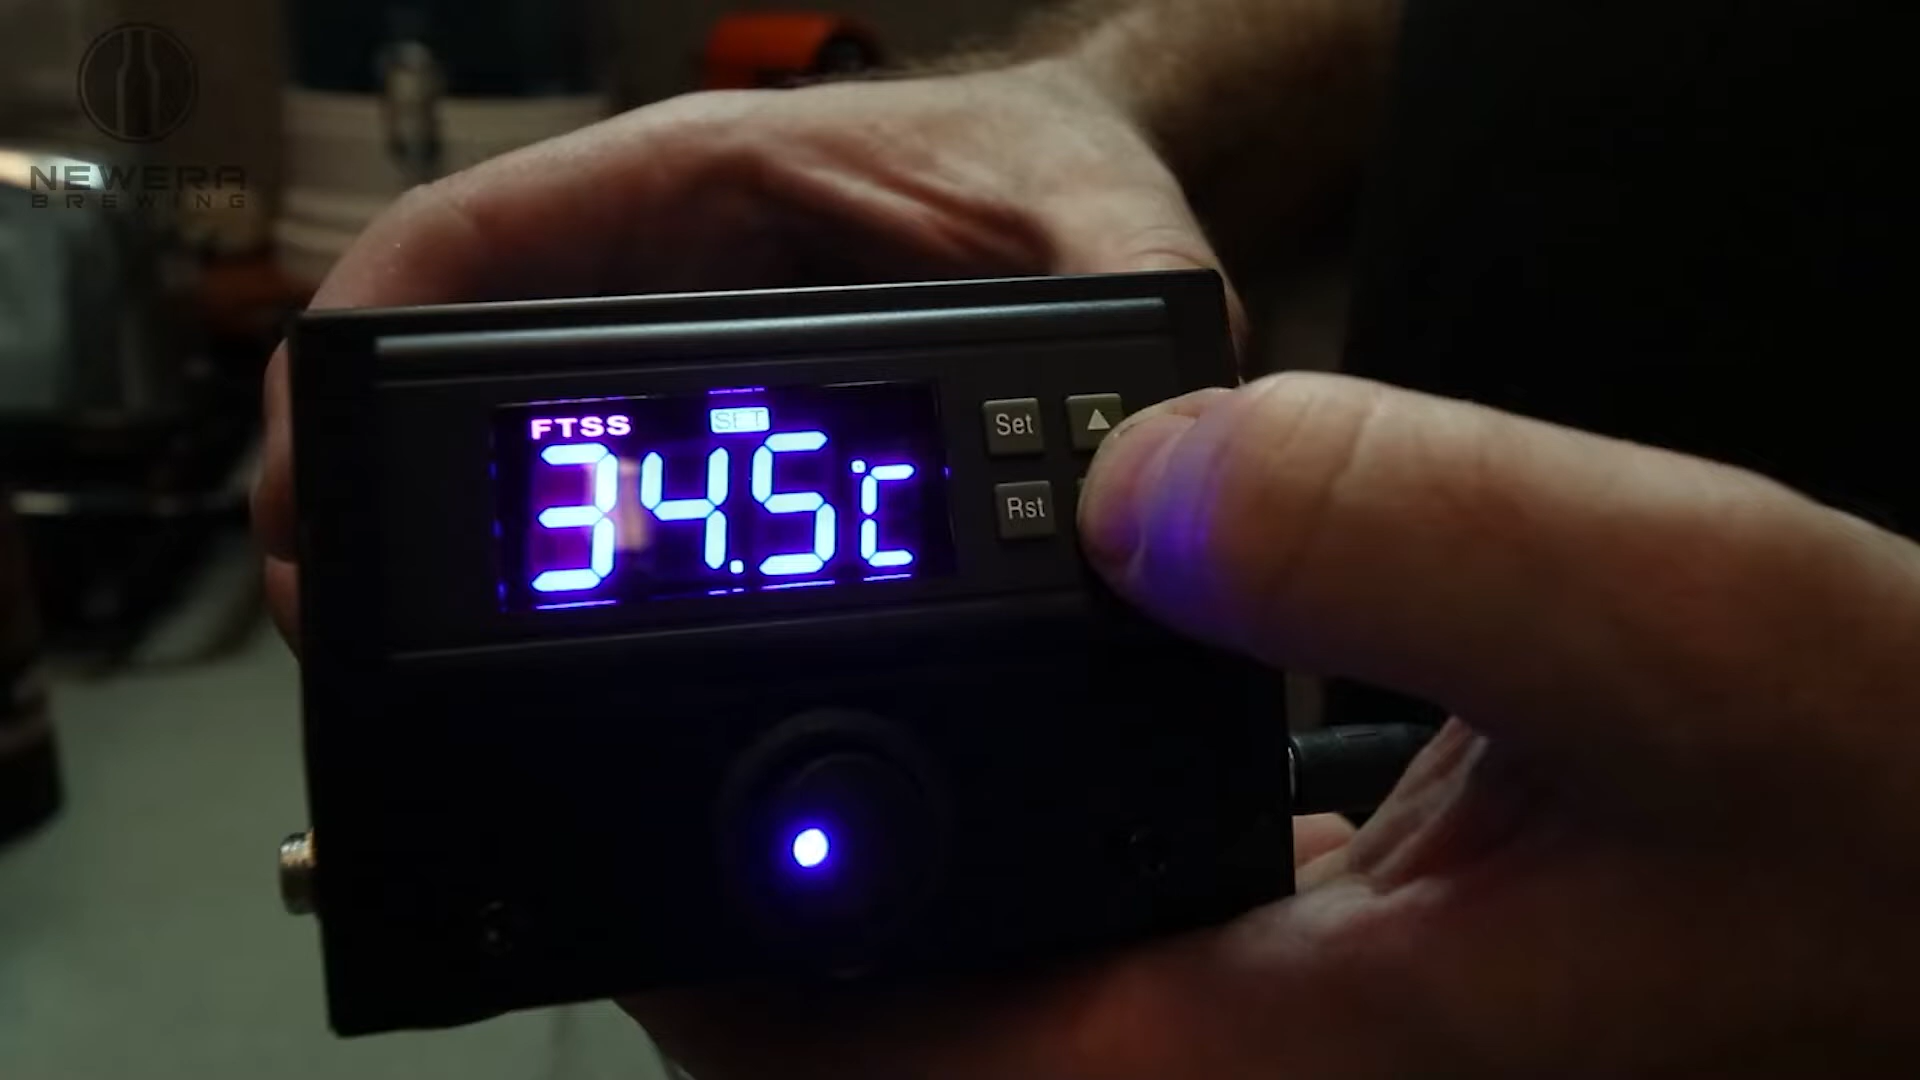 NEWERA
BREWING
FTSS SET
34.5°C
Set ▲
Rst